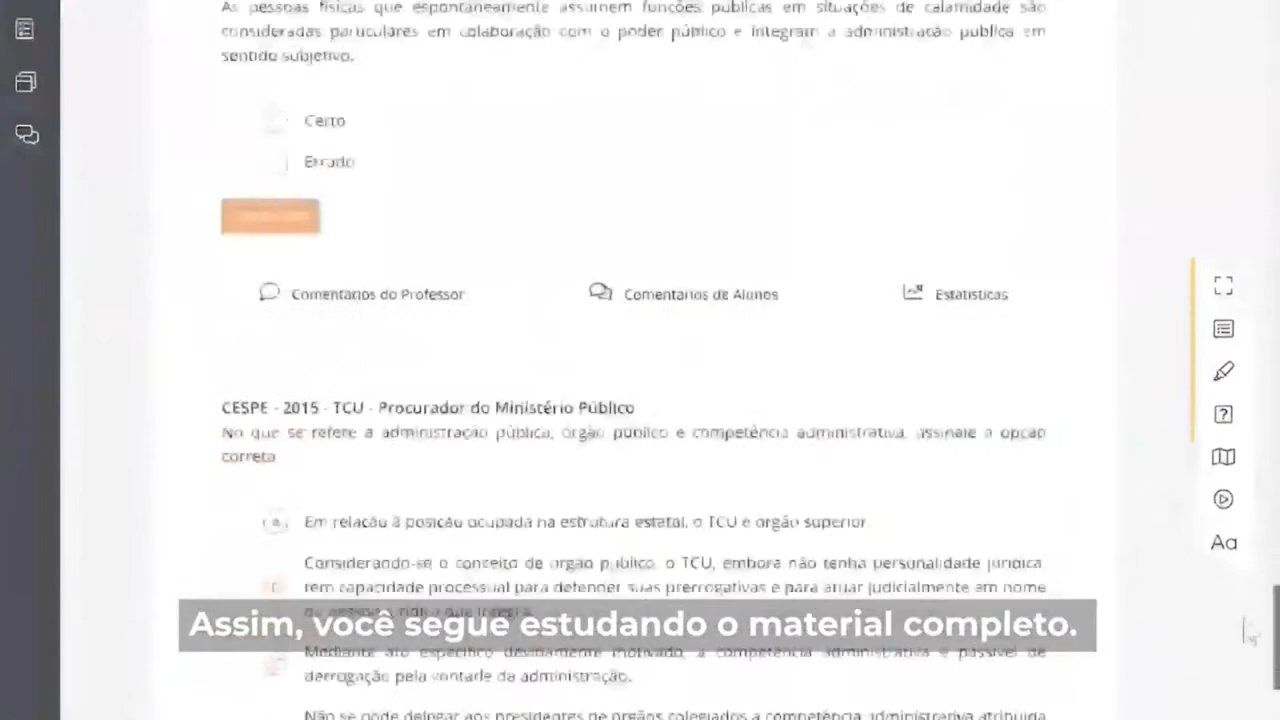 As pessoas físicas que espontaneamente assumem funções públicas em situações de calamidade são
consideradas particulares em colaboração com o poder público e integram a administração pública em
sentido subjetivo.
Certo
Errado
Comentários do Professor
Comentários de Alunos
Estatísticas
CESPE - 2015 - TCU - Procurador do Ministério Público
No que se refere a administração pública, órgão público e competência administrativa, assinale a opção
correta
Em relação à posição ocupada na estrutura estatal, o TCU é órgão superior.
Considerando-se o conceito de órgão público, o TCU, embora não tenha personalidade jurídica
tem capacidade processual para defender suas prerrogativas e para atuar judicialmente em nome
Assim, você segue estudando o material completo.
Mediante ato específico devidamente motivado, a competência administrativa é passível de
derrogação pela vontade da administração.
Não se pode delegar aos presidentes de órgãos colegiados a competência administrativa atribuída
Aa